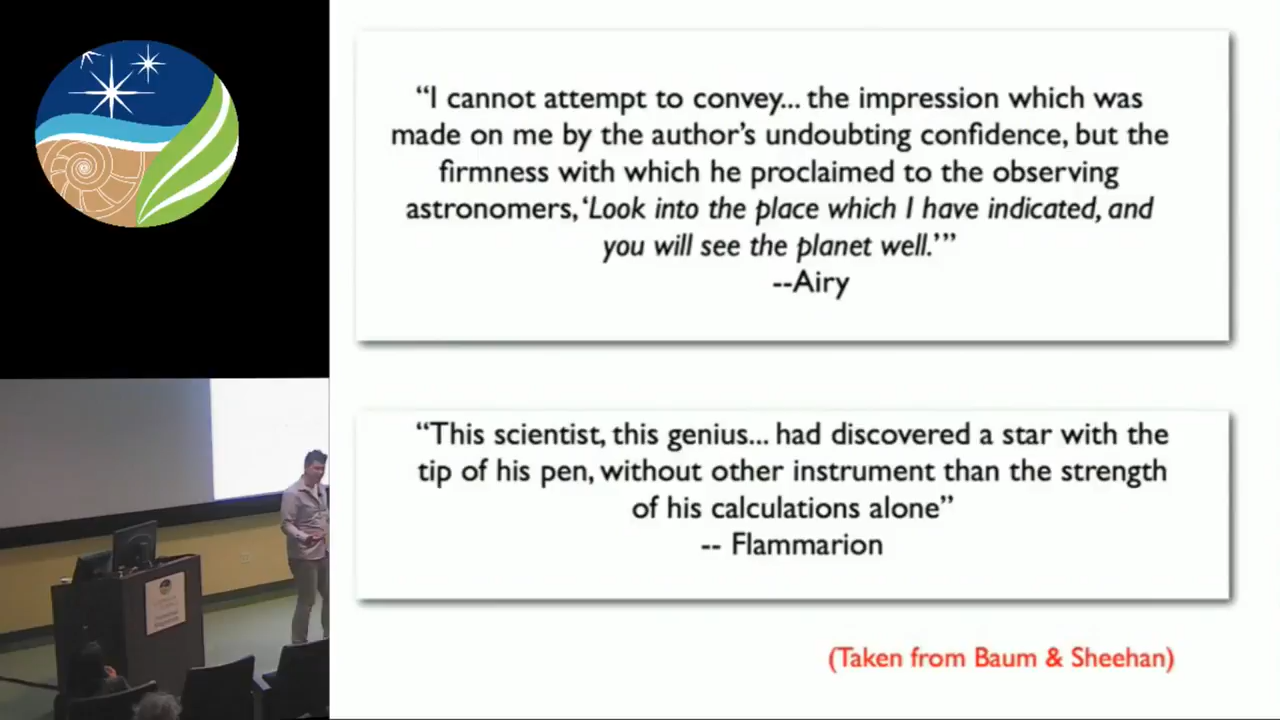 “I cannot attempt to convey... the impression which was
made on me by the author’s undoubting confidence, but the
firmness with which he proclaimed to the observing
astronomers, ‘Look into the place which I have indicated, and
you will see the planet well.’”
--Airy
“This scientist, this genius... had discovered a star with the
tip of his pen, without other instrument than the strength
of his calculations alone”
-- Flammarion
(Taken from Baum & Sheehan)